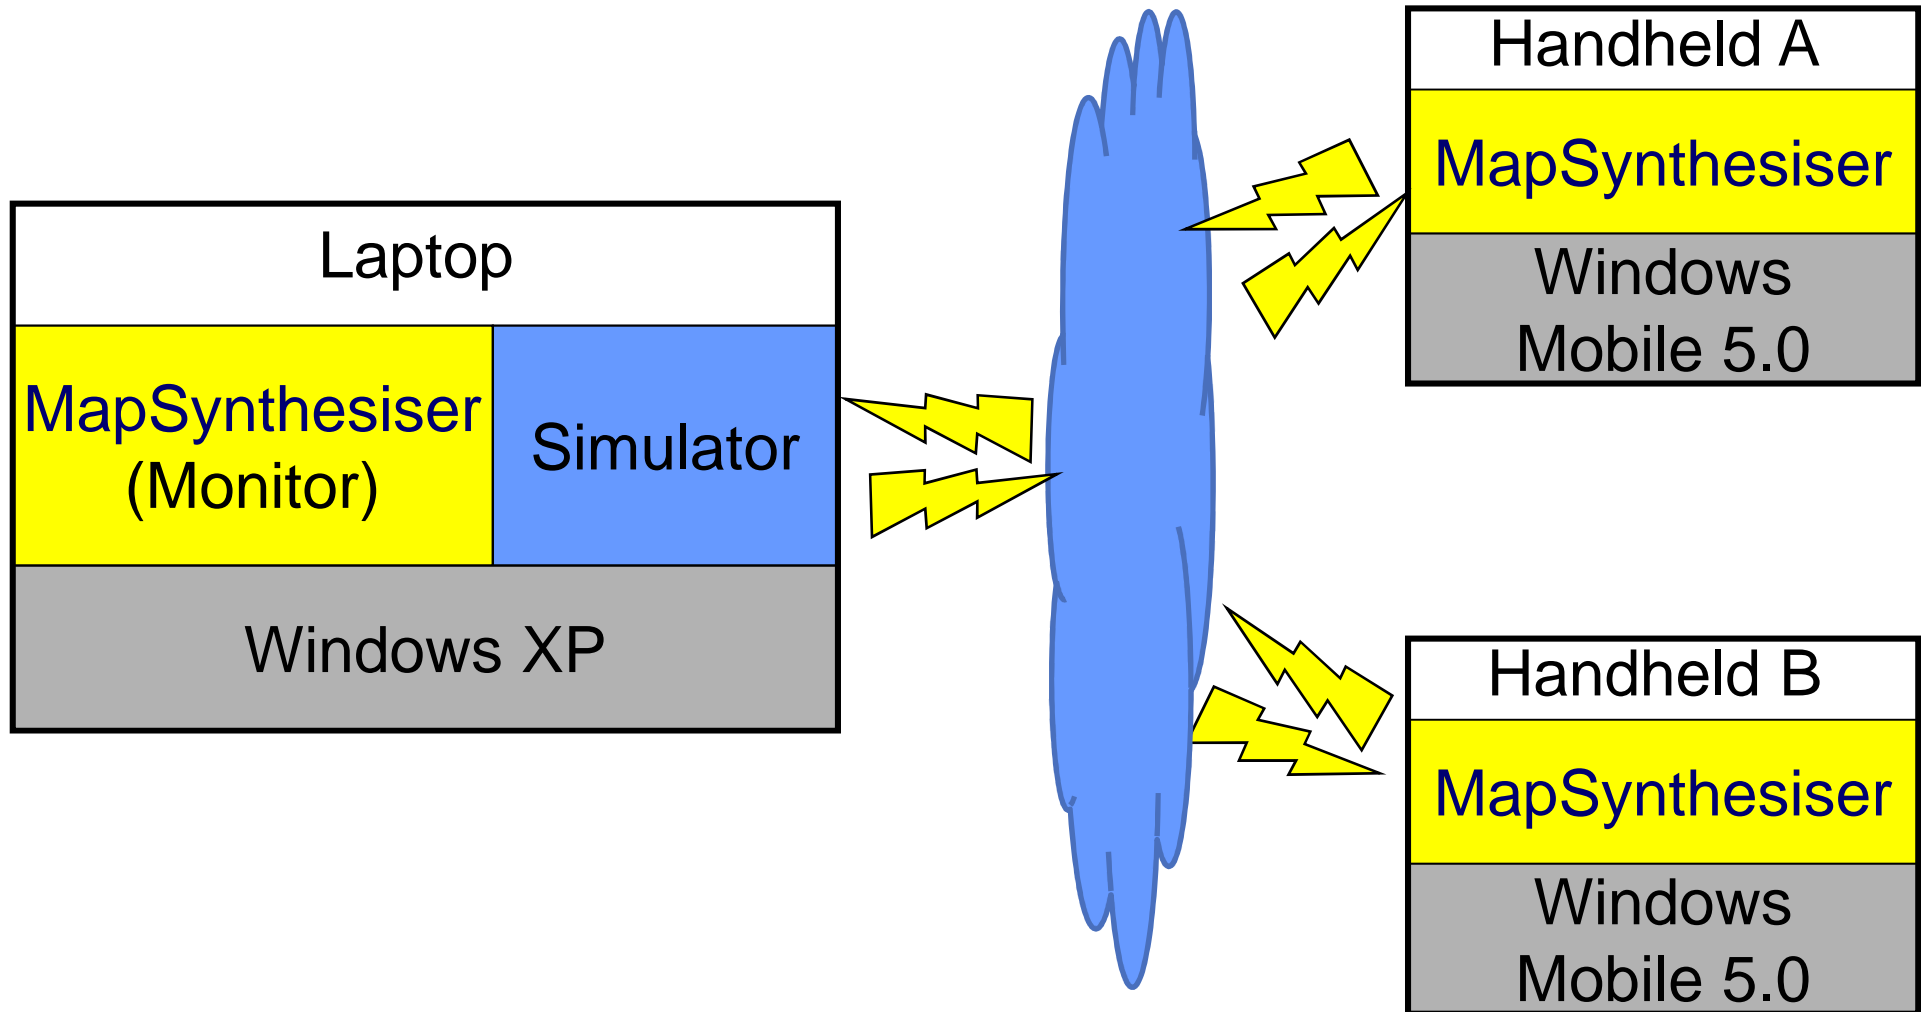 Laptop
MapSynthesiser
(Monitor)
Simulator
Windows XP
Handheld A
MapSynthesiser
Windows
Mobile 5.0
Handheld B
MapSynthesiser
Windows
Mobile 5.0